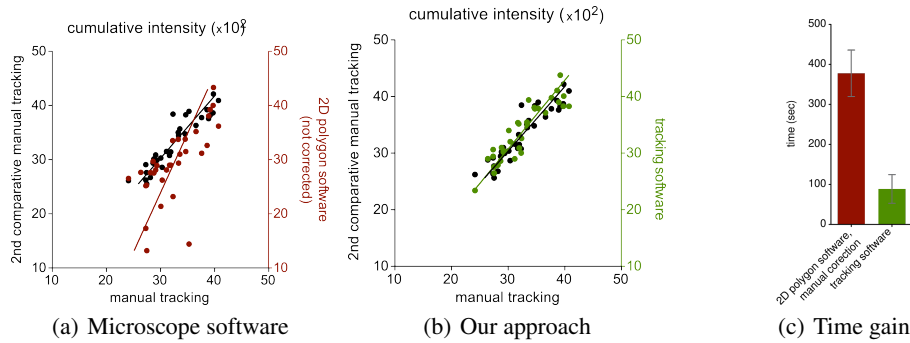 cumulative intensity (×10²)
50
40
30
20
10
2nd comparative manual tracking
50
40
30
20
10
2D polygon software
(not corrected)
10 20 30 40 50
manual tracking
(a) Microscope software
cumulative intensity (×10²)
50
40
30
20
10
2nd comparative manual tracking
50
40
30
20
10
tracking software
10 20 30 40 50
manual tracking
(b) Our approach
500
400
300
200
100
0
time (sec)
2D polygon software,
manual corection
tracking software
(c) Time gain